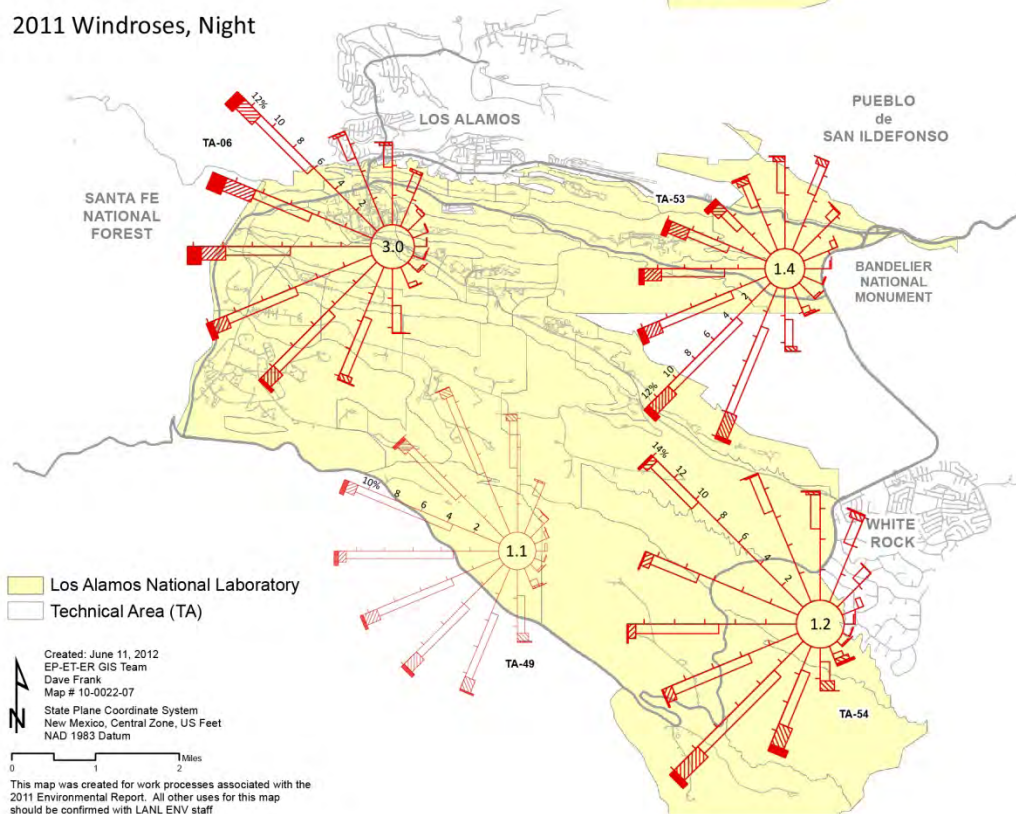 2011 Windroses, Night
LOS ALAMOS
PUEBLO
de
SAN ILDEFONSO
TA-06
12%
10
8
6
4
2
3.0
SANTA FE
NATIONAL
FOREST
TA-53
1.4
2
4
6
8
10
12%
BANDELIER
NATIONAL
MONUMENT
10%
8
6
4
2
1.1
TA-49
14%
12
10
8
6
4
2
1.2
WHITE
ROCK
TA-54
Los Alamos National Laboratory
Technical Area (TA)
Created: June 11, 2012
EP-ET-ER GIS Team
Dave Frank
Map # 10-0022-07
N
State Plane Coordinate System
New Mexico, Central Zone, US Feet
NAD 1983 Datum
Miles
0 1 2
This map was created for work processes associated with the
2011 Environmental Report. All other uses for this map
should be confirmed with LANL ENV staff